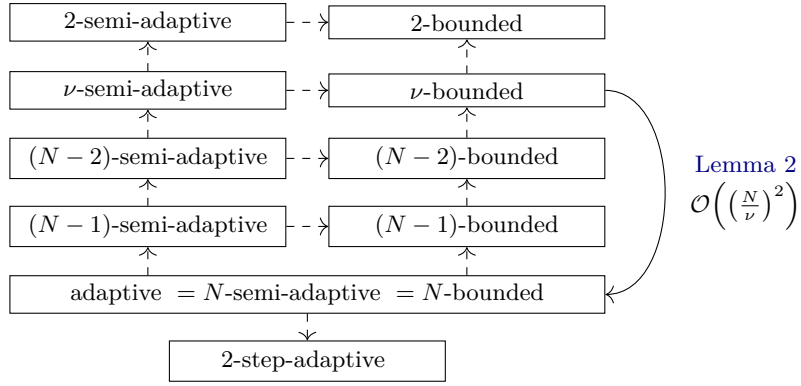 2-semi-adaptive 2-bounded
ν-semi-adaptive ν-bounded
(N − 2)-semi-adaptive (N − 2)-bounded
Lemma 2
O((N/ν)^2)
(N − 1)-semi-adaptive (N − 1)-bounded
adaptive = N-semi-adaptive = N-bounded
2-step-adaptive